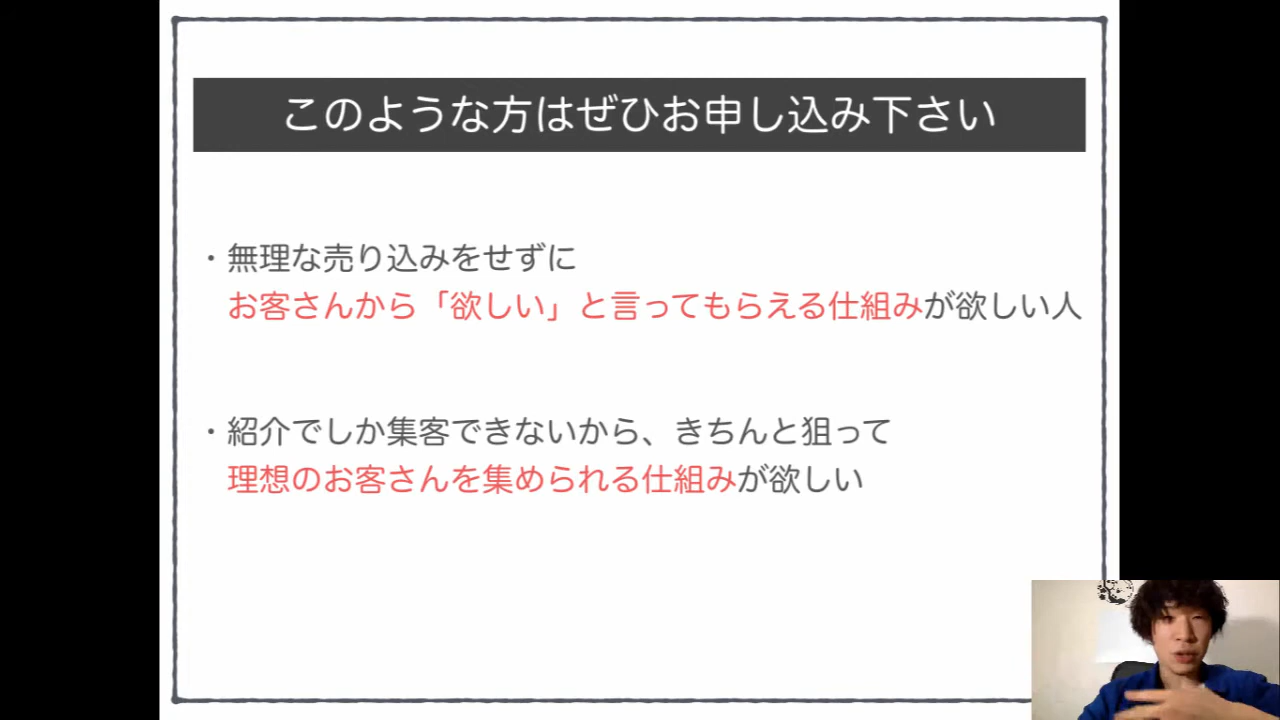 このような方はぜひお申し込み下さい
・無理な売り込みをせずに
お客さんから「欲しい」と言ってもらえる仕組みが欲しい人
・紹介でしか集客できないから、きちんと狙って
理想のお客さんを集められる仕組みが欲しい